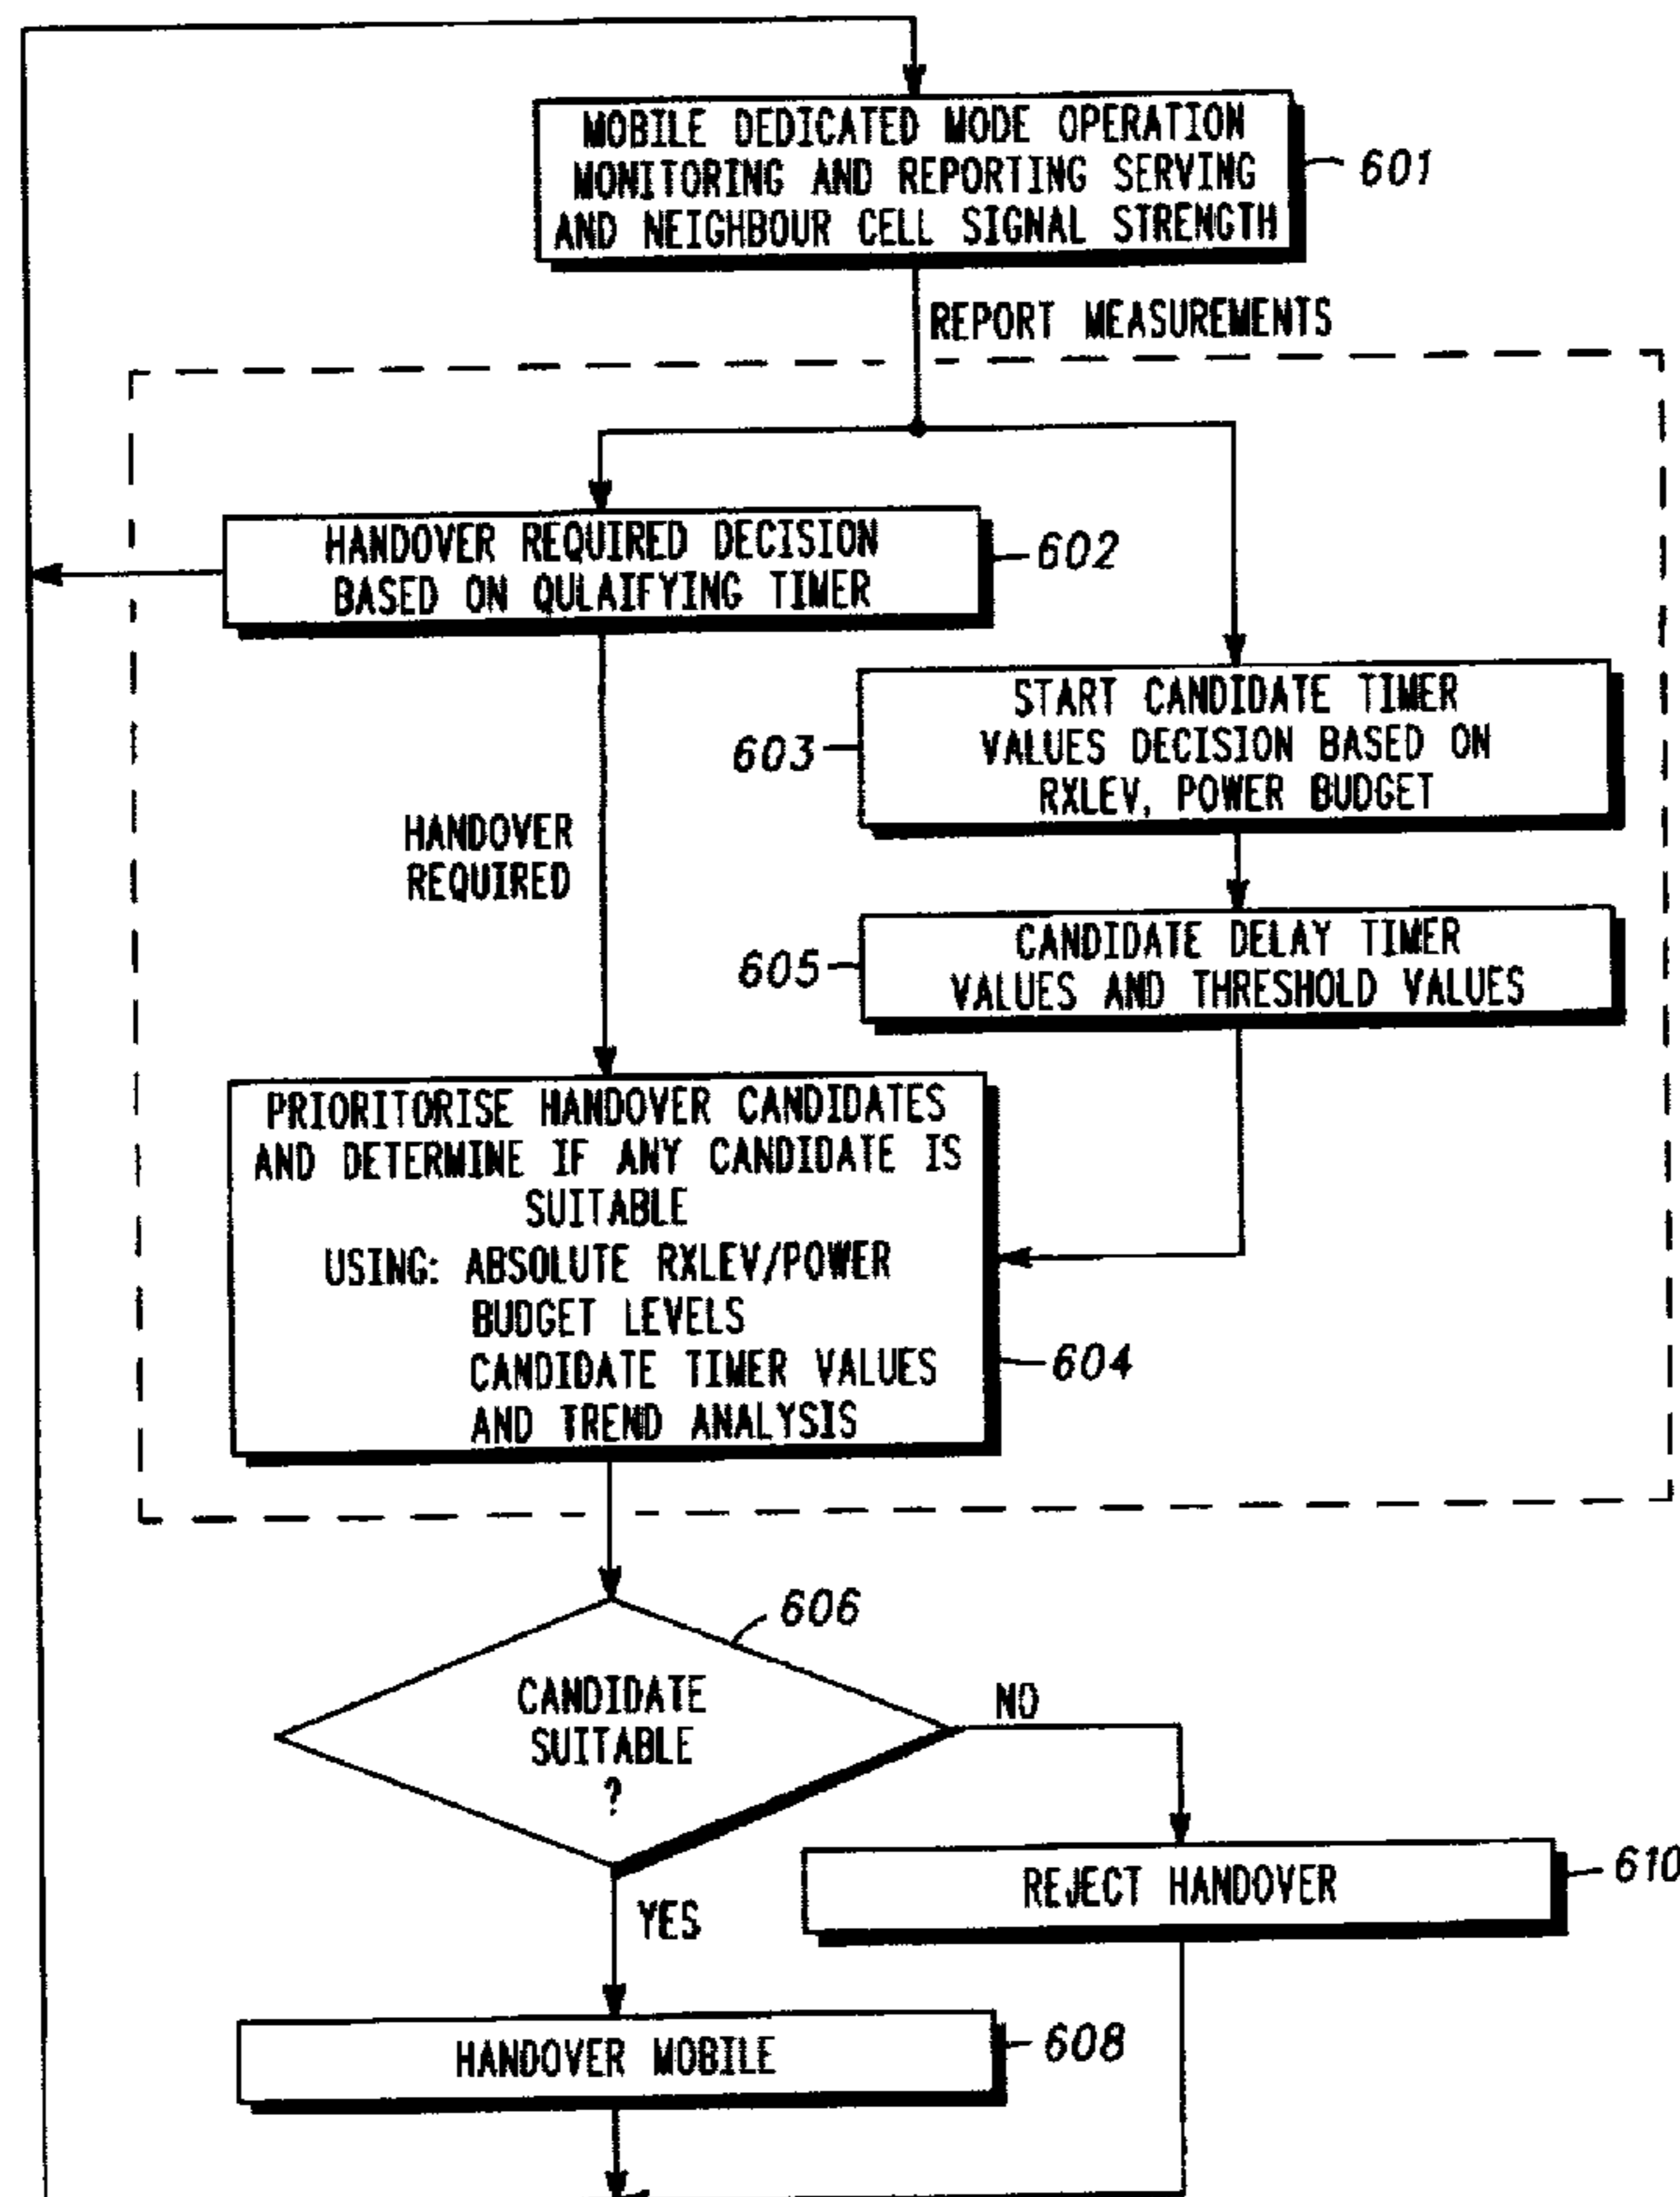 MOBILE DEDICATED MODE OPERATION
MONITORING AND REPORTING SERVING
AND NEIGHBOUR CELL SIGNAL STRENGTH
601
REPORT MEASUREMENTS
HANDOVER REQUIRED DECISION
BASED ON QULAIFYING TIMER
602
START CANDIDATE TIMER
VALUES DECISION BASED ON
RXLEV, POWER BUDGET
603
HANDOVER
REQUIRED
CANDIDATE DELAY TIMER
VALUES AND THRESHOLD VALUES
605
PRIORITORISE HANDOVER CANDIDATES
AND DETERMINE IF ANY CANDIDATE IS
SUITABLE
USING: ABSOLUTE RXLEV/POWER
BUDGET LEVELS
CANDIDATE TIMER VALUES
AND TREND ANALYSIS
604
606
CANDIDATE
SUITABLE
?
NO
YES
REJECT HANDOVER
610
HANDOVER MOBILE
608